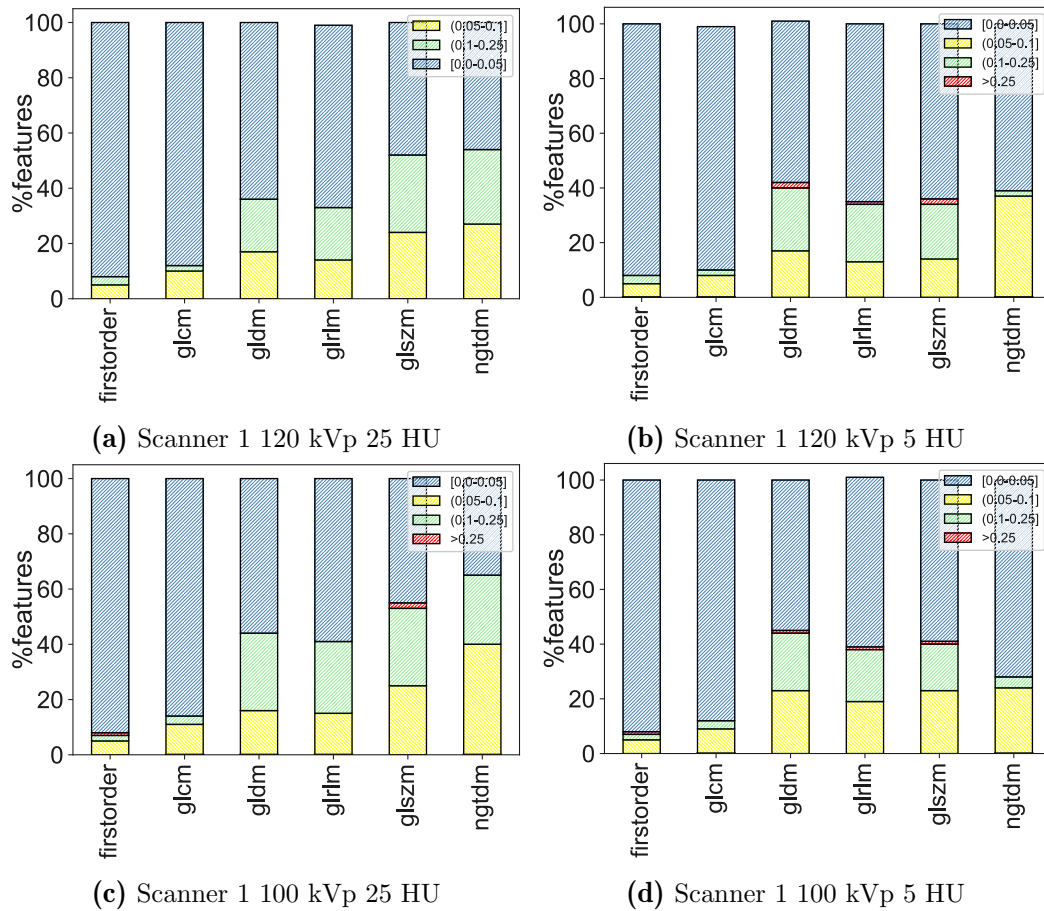 100
80
60
40
20
0
%features
(0.05-0.1]
(0.1-0.25]
[0.0-0.05]
firstorder
glcm
gldm
glrlm
glszm
ngtdm
(a) Scanner 1 120 kVp 25 HU
100
80
60
40
20
0
%features
[0.0-0.05]
(0.05-0.1]
(0.1-0.25]
>0.25
firstorder
glcm
gldm
glrlm
glszm
ngtdm
(b) Scanner 1 120 kVp 5 HU
100
80
60
40
20
0
%features
[0.0-0.05]
(0.05-0.1]
(0.1-0.25]
>0.25
firstorder
glcm
gldm
glrlm
glszm
ngtdm
(c) Scanner 1 100 kVp 25 HU
100
80
60
40
20
0
%features
[0.0-0.05]
(0.05-0.1]
(0.1-0.25]
>0.25
firstorder
glcm
gldm
glrlm
glszm
ngtdm
(d) Scanner 1 100 kVp 5 HU